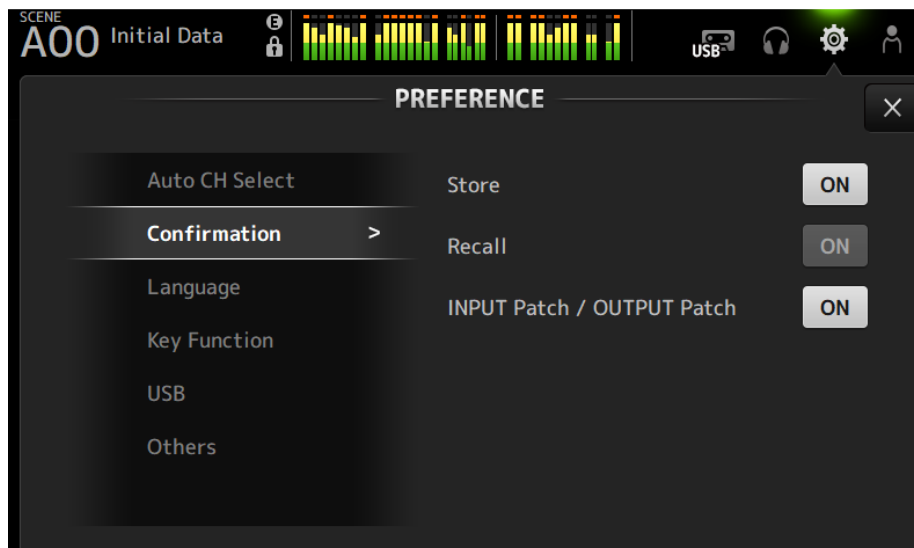 SCENE
A00 Initial Data E
USB
PREFERENCE
Auto CH Select
Confirmation >
Language
Key Function
USB
Others
Store ON
Recall ON
INPUT Patch / OUTPUT Patch ON